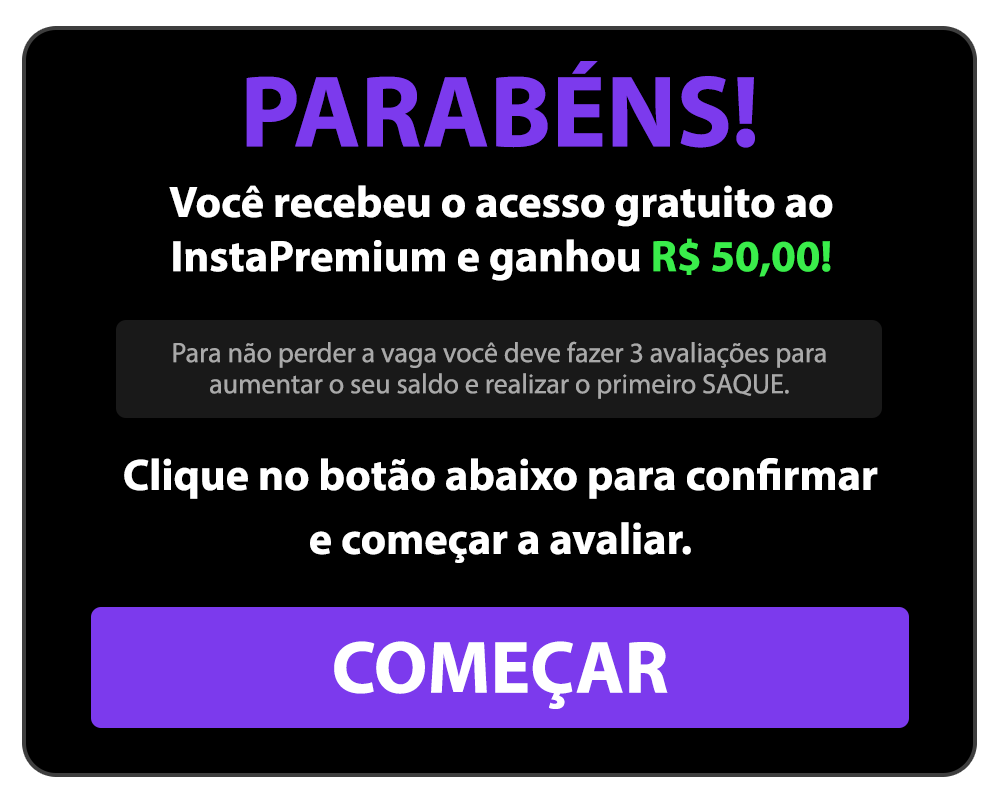 PARABÉNS!
Você recebeu o acesso gratuito ao
InstaPremium e ganhou R$ 50,00!
Para não perder a vaga você deve fazer 3 avaliações para
aumentar o seu saldo e realizar o primeiro SAQUE.
Clique no botão abaixo para confirmar
e começar a avaliar.
COMEÇAR